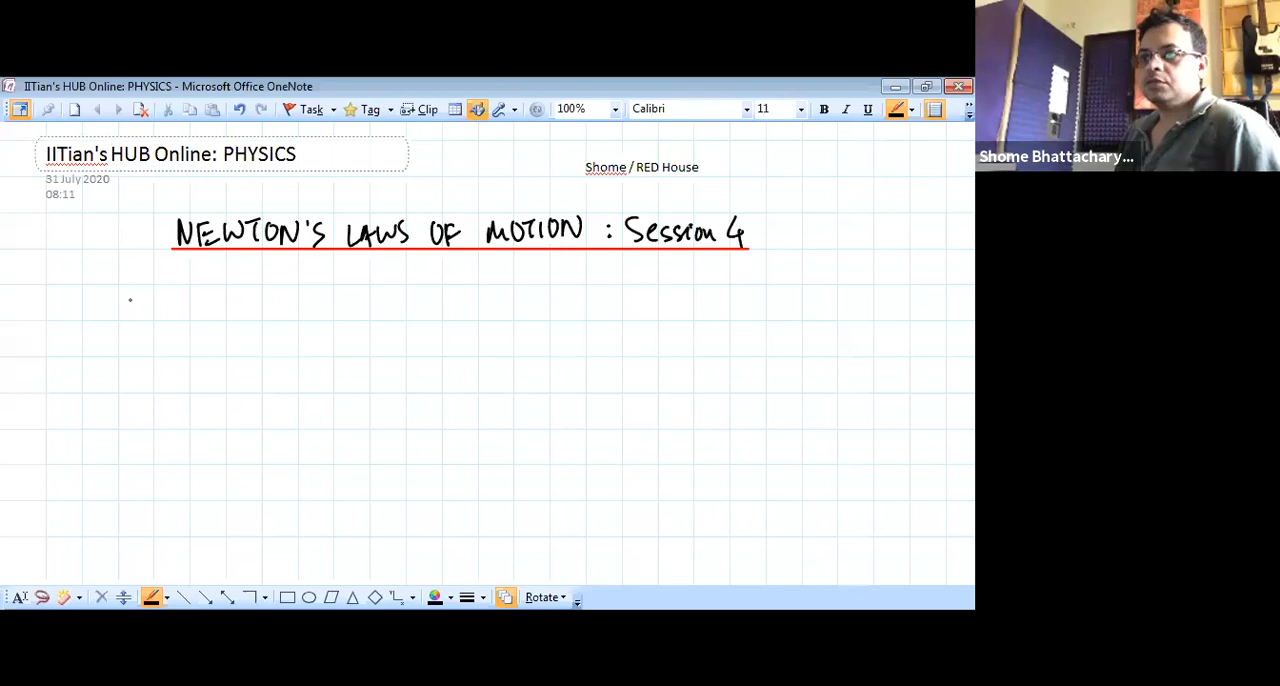 IITian's HUB Online: PHYSICS - Microsoft Office OneNote
Task
Tag
Clip
100%
Calibri
11
B I U
IITian's HUB Online: PHYSICS
Shome / RED House
31 July 2020
08:11
NEWTON'S LAWS OF MOTION : Session 4
Shome Bhattachary...
Rotate